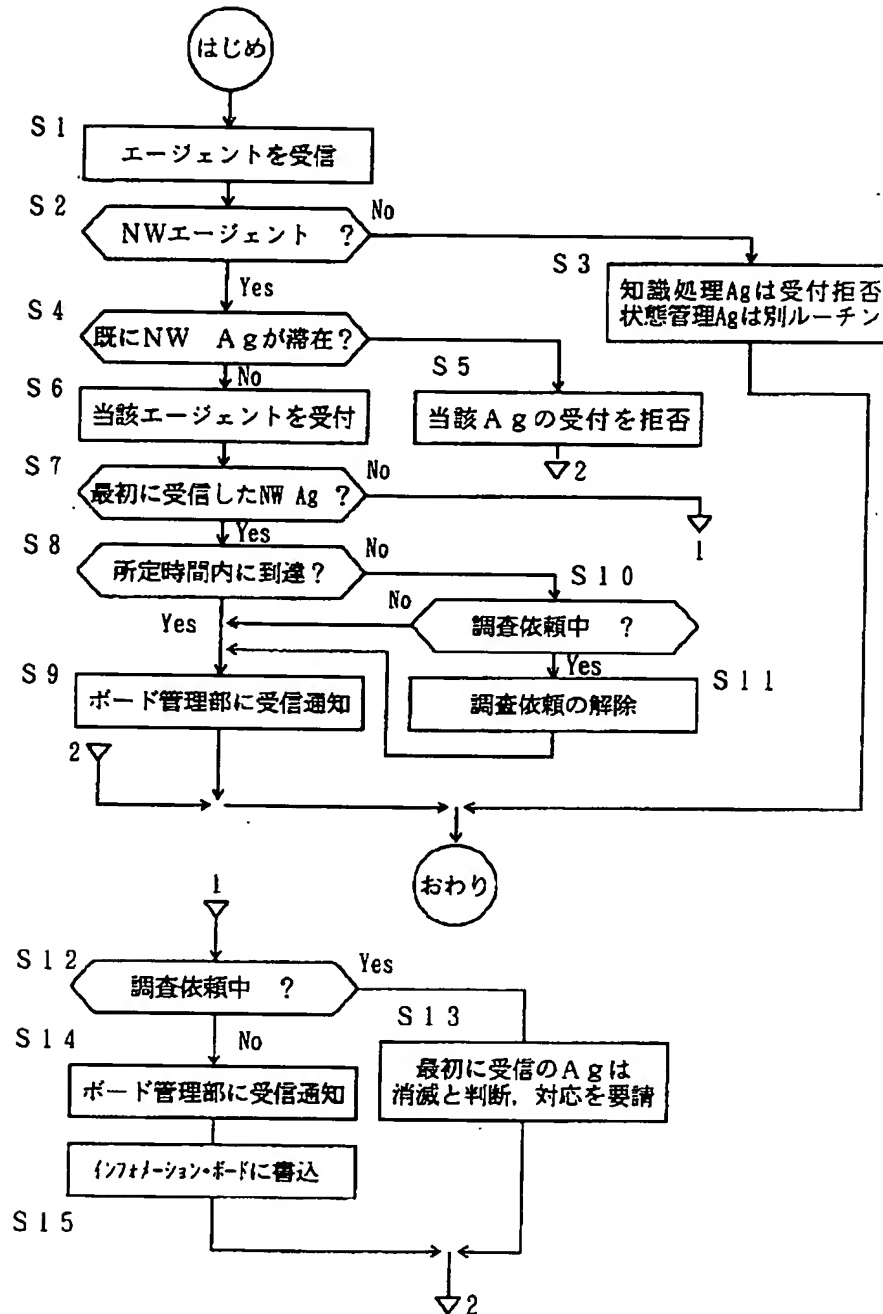 はじめ
S1
エージェントを受信
S2
NWエージェント ?
No
Yes
S3
知識処理Agは受付拒否
状態管理Agは別ルーチン
S4
既にNW Agが滞在?
No
S5
当該Agの受付を拒否
2
S6
当該エージェントを受付
S7
最初に受信したNW Ag ?
No
1
Yes
S8
所定時間内に到達?
No
Yes
S10
調査依頼中 ?
No
Yes
S9
ボード管理部に受信通知
S11
調査依頼の解除
2
おわり
1
S12
調査依頼中 ?
Yes
No
S13
最初に受信のAgは
消滅と判断,対応を要請
S14
ボード管理部に受信通知
インフォメーション・ボードに書込
S15
2